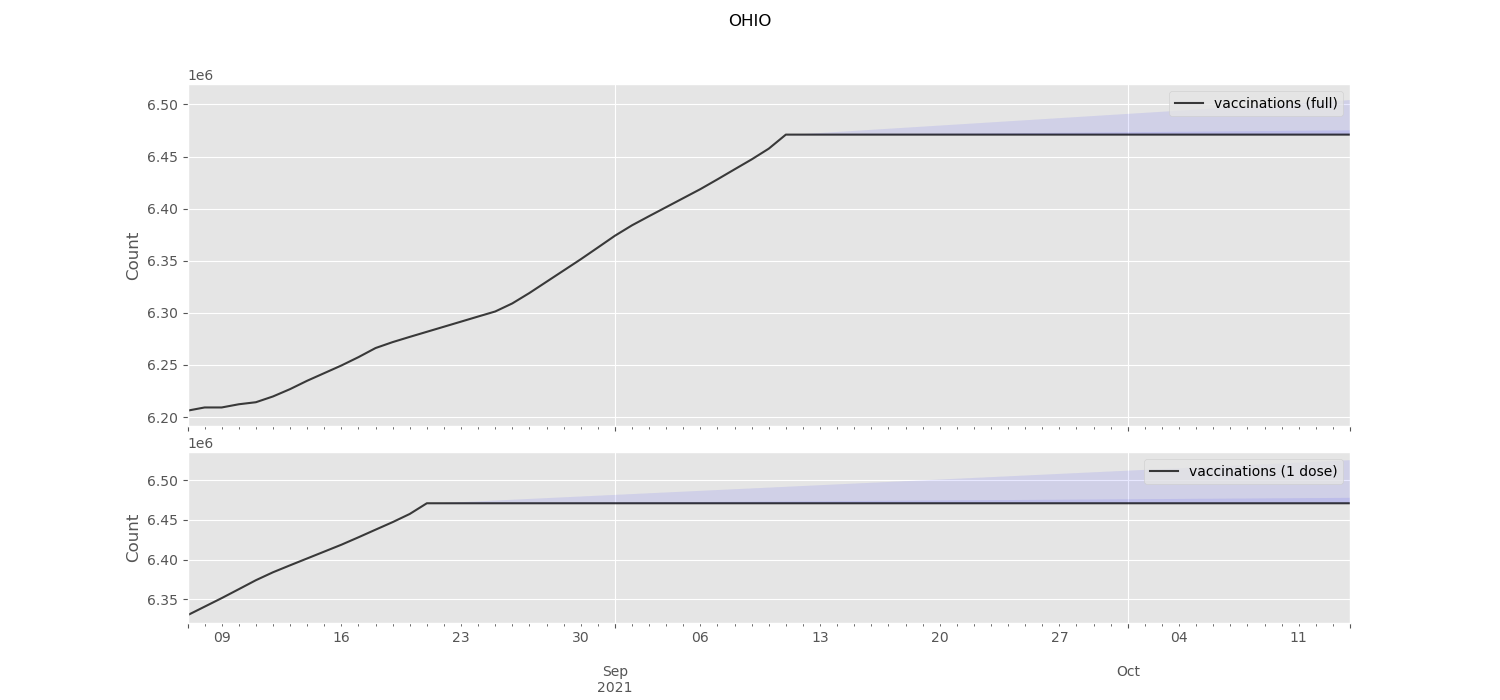 OHIO
1e6
vaccinations (full)
6.50
6.45
6.40
6.35
6.30
6.25
6.20
Count
1e6
vaccinations (1 dose)
6.50
6.45
6.40
6.35
Count
09 16 23 30 06 13 20 27 04 11
Sep Oct
2021